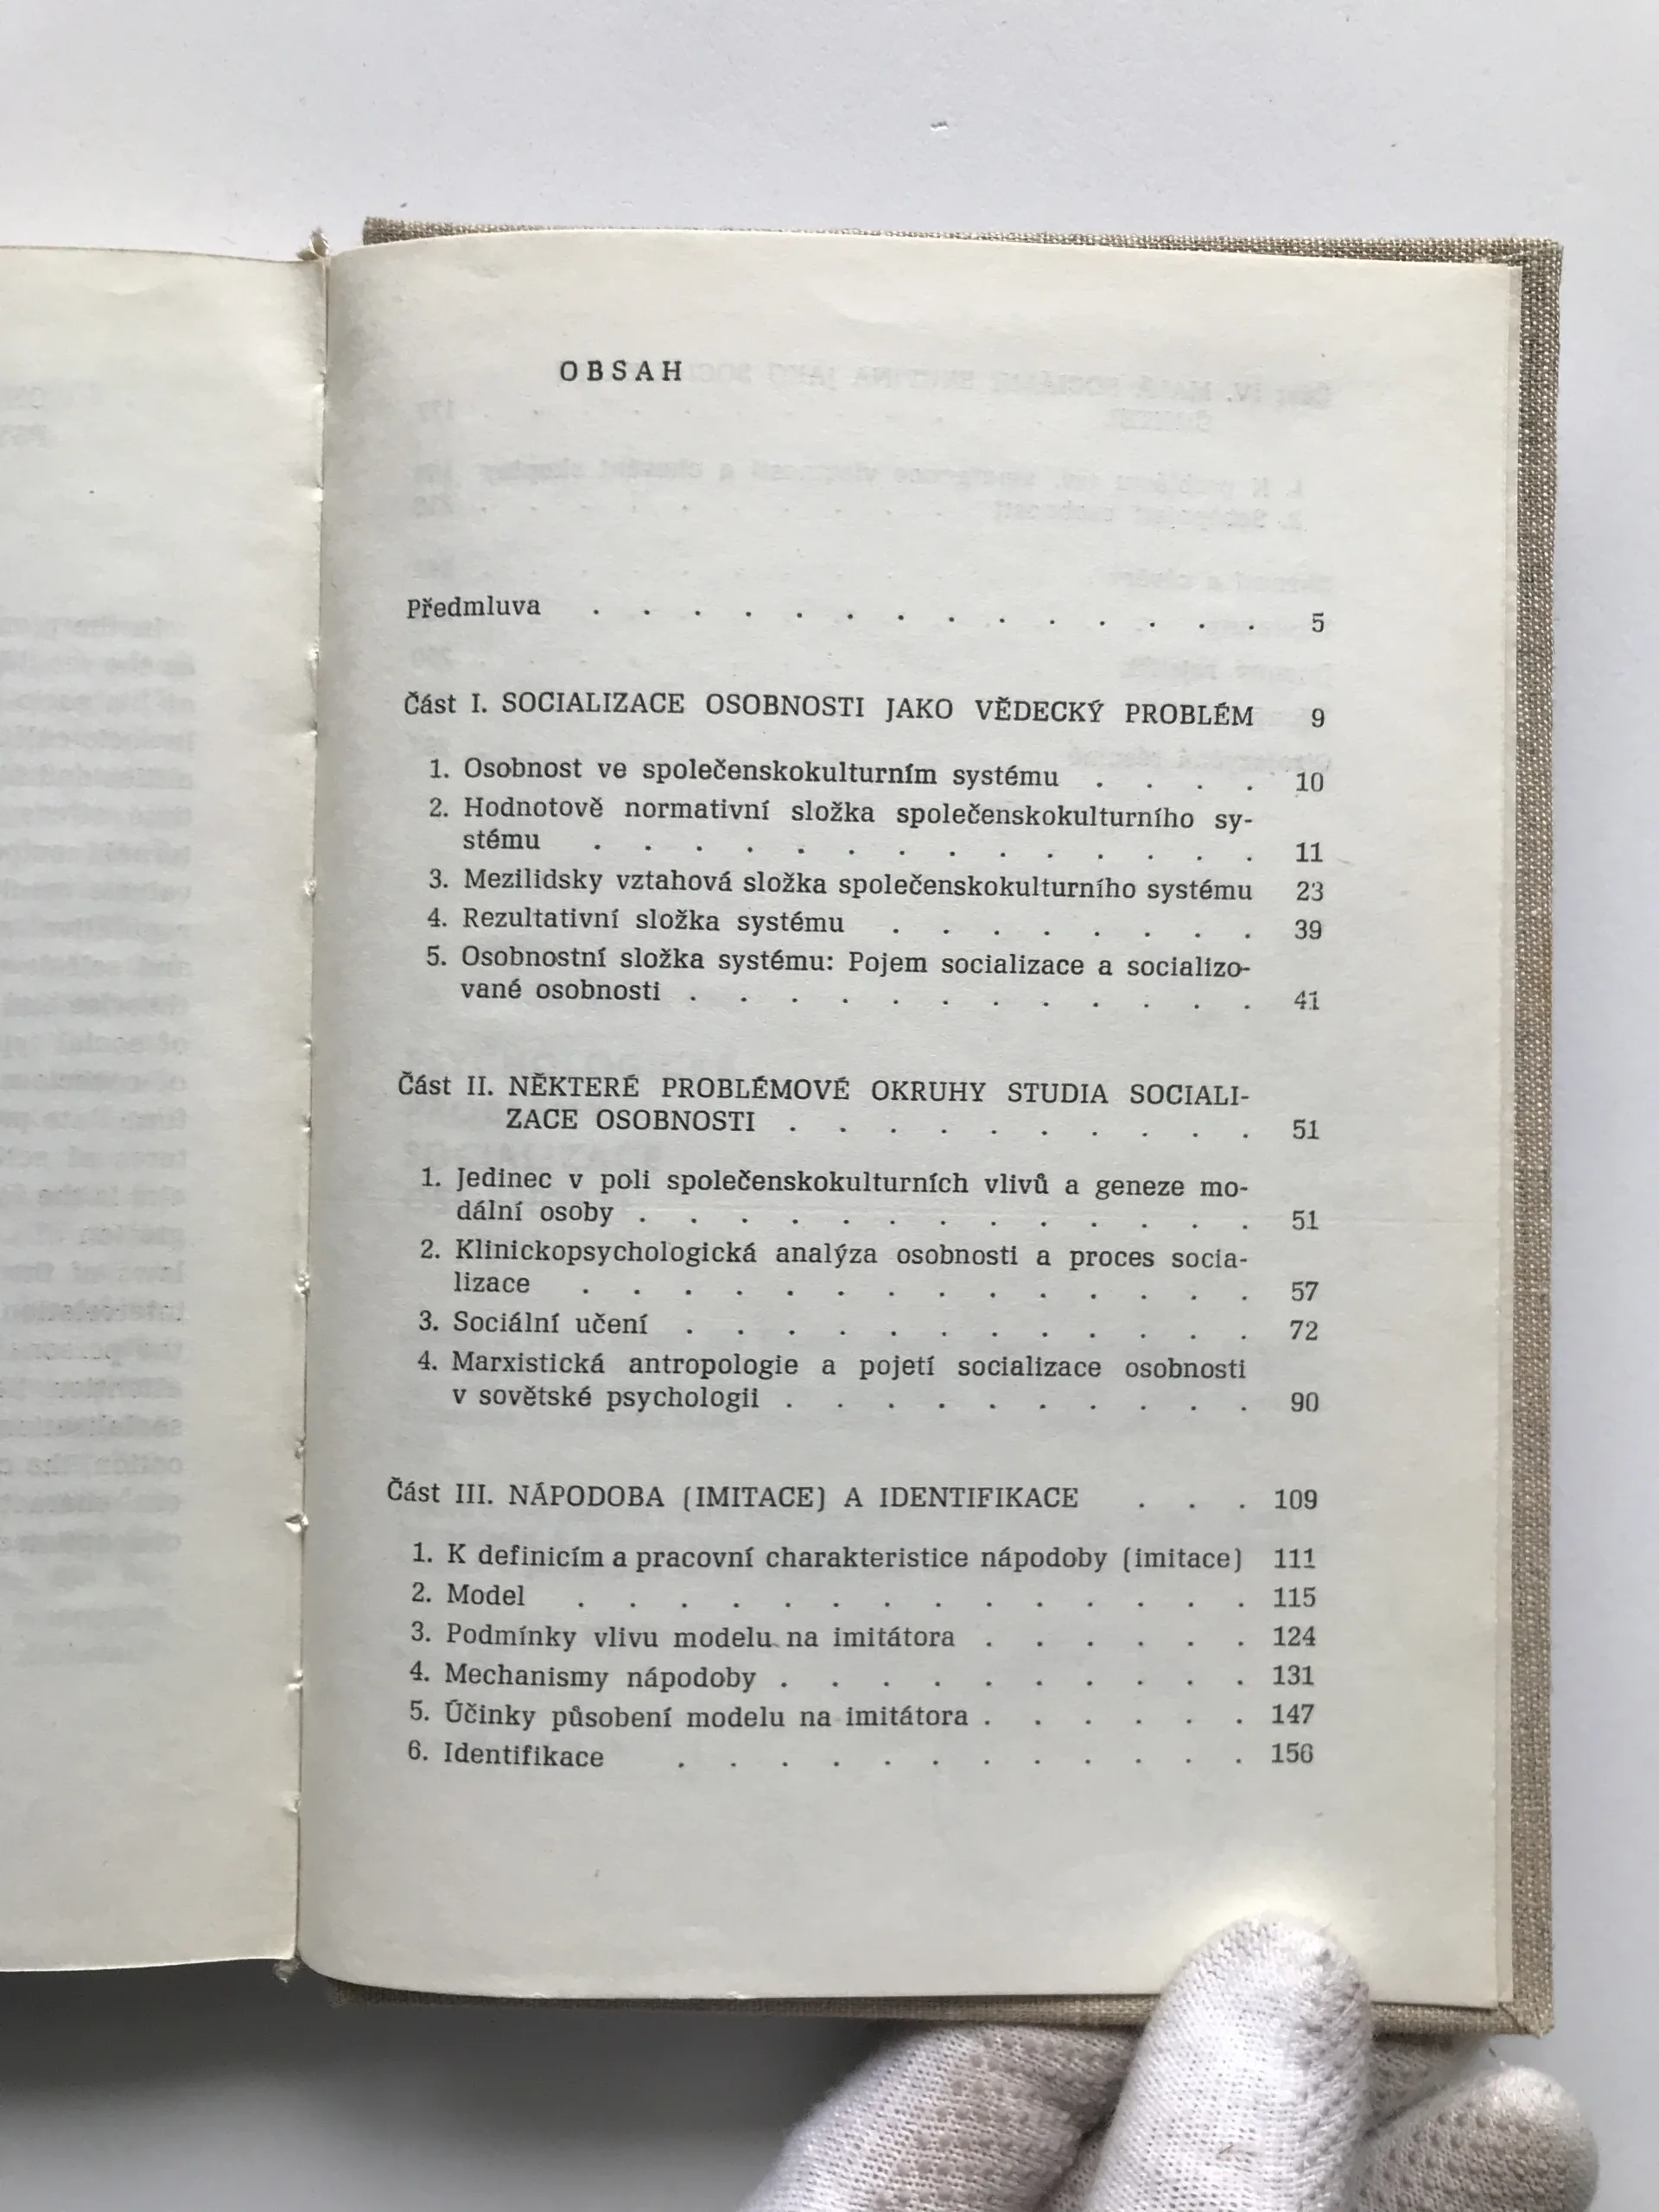 OBSAH
Předmluva . . . . . . . . . . . . . . 5
Část I. SOCIALIZACE OSOBNOSTI JAKO VĚDECKÝ PROBLÉM 9
1. Osobnost ve společenskokulturním systému . . . . 10
2. Hodnotově normativní složka společenskokulturního sy-
stému . . . . . . . . . . . . . . 11
3. Mezilidsky vztahová složka společenskokulturního systému 23
4. Rezultativní složka systému . . . . . . . . 39
5. Osobnostní složka systému: Pojem socializace a socializo-
vané osobnosti . . . . . . . . . . . . 41
Část II. NĚKTERÉ PROBLÉMOVÉ OKRUHY STUDIA SOCIALI-
ZACE OSOBNOSTI . . . . . . . . . . 51
1. Jedinec v poli společenskokulturních vlivů a geneze mo-
dální osoby . . . . . . . . . . . . . 51
2. Klinickopsychologická analýza osobnosti a proces socia-
lizace . . . . . . . . . . . . . . 57
3. Sociální učení . . . . . . . . . . . . 72
4. Marxistická antropologie a pojetí socializace osobnosti
v sovětské psychologii . . . . . . . . . . 90
Část III. NÁPODOBA (IMITACE) A IDENTIFIKACE . . . 109
1. K definicím a pracovní charakteristice nápodoby (imitace) 111
2. Model . . . . . . . . . . . . . . 115
3. Podmínky vlivu modelu na imitátora . . . . . . 124
4. Mechanismy nápodoby . . . . . . . . . . 131
5. Účinky působení modelu na imitátora . . . . . . 147
6. Identifikace . . . . . . . . . . . . 156